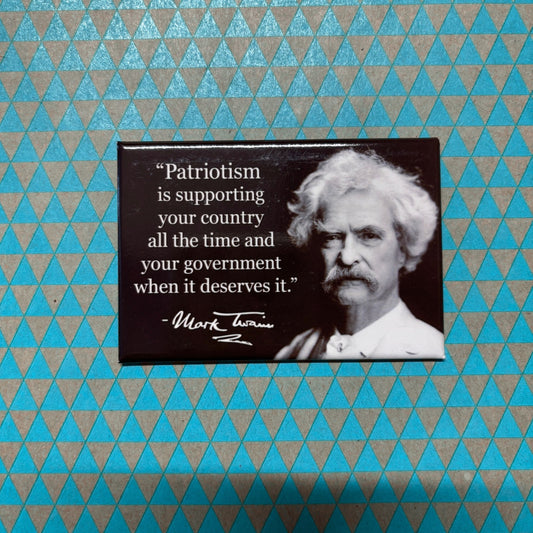 “Patriotism
is supporting
your country
all the time and
your government
when it deserves it.”
- Mark Twain